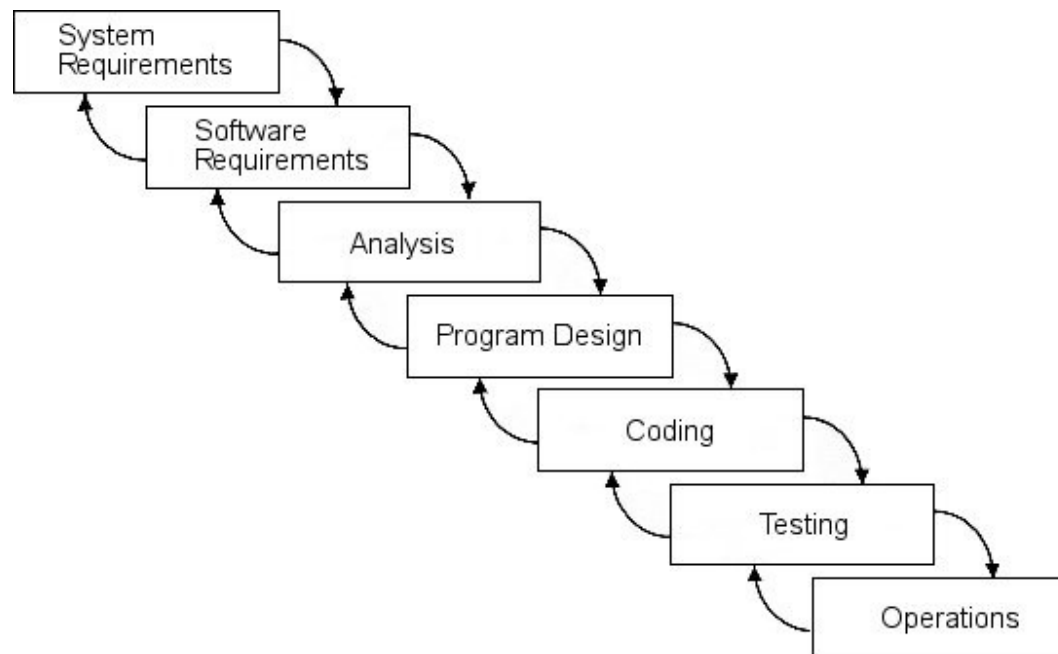 System
Requirements
Software
Requirements
Analysis
Program Design
Coding
Testing
Operations